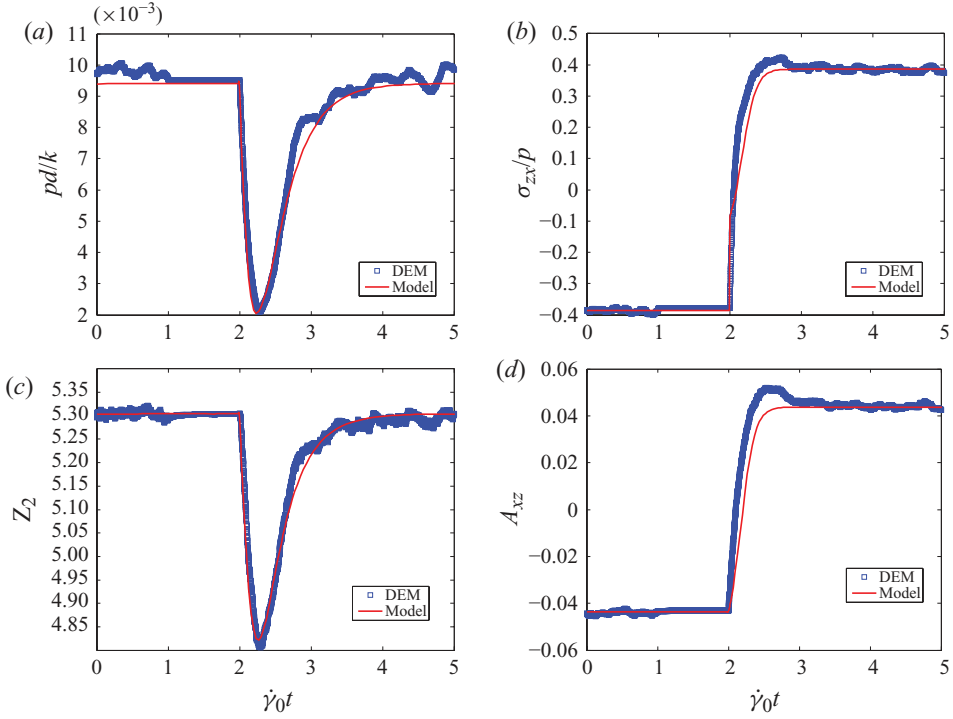 (×10⁻³)
(a)
11
10
9
8
7
6
5
4
3
2
pd/k
DEM
Model
0 1 2 3 4 5
(b)
0.5
0.4
0.3
0.2
0.1
0
−0.1
−0.2
−0.3
−0.4
σzx/p
DEM
Model
0 1 2 3 4 5
(c)
5.35
5.30
5.25
5.20
5.15
5.10
5.05
5.00
4.95
4.90
4.85
Z₂
DEM
Model
0 1 2 3 4 5
γ̇₀t
(d)
0.06
0.04
0.02
0
−0.02
−0.04
−0.06
Axz
DEM
Model
0 1 2 3 4 5
γ̇₀t